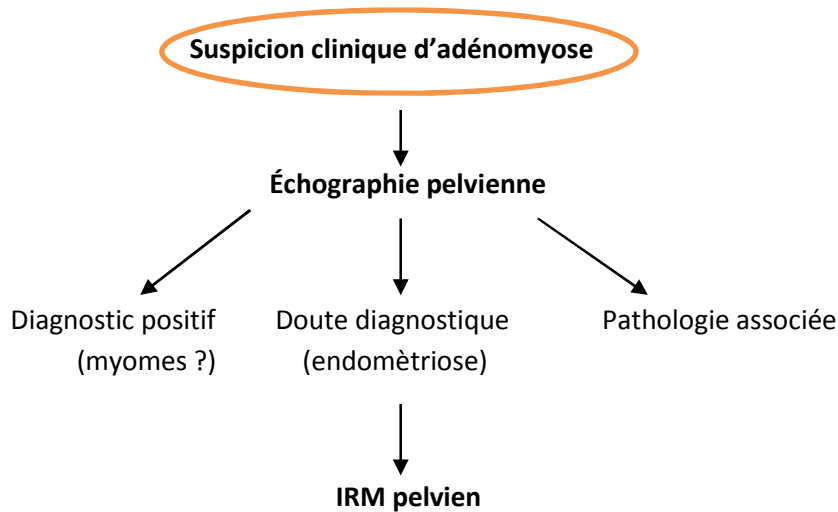 Suspicion clinique d’adénomyose
Échographie pelvienne
Diagnostic positif
(myomes ?)
Doute diagnostique
(endomètriose)
Pathologie associée
IRM pelvien